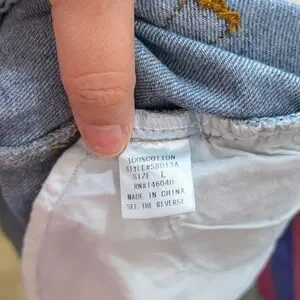 100%COTTON
STYLE#S8013A
SIZE L
RN#146040
MADE IN CHINA
SEE THE REVERSE